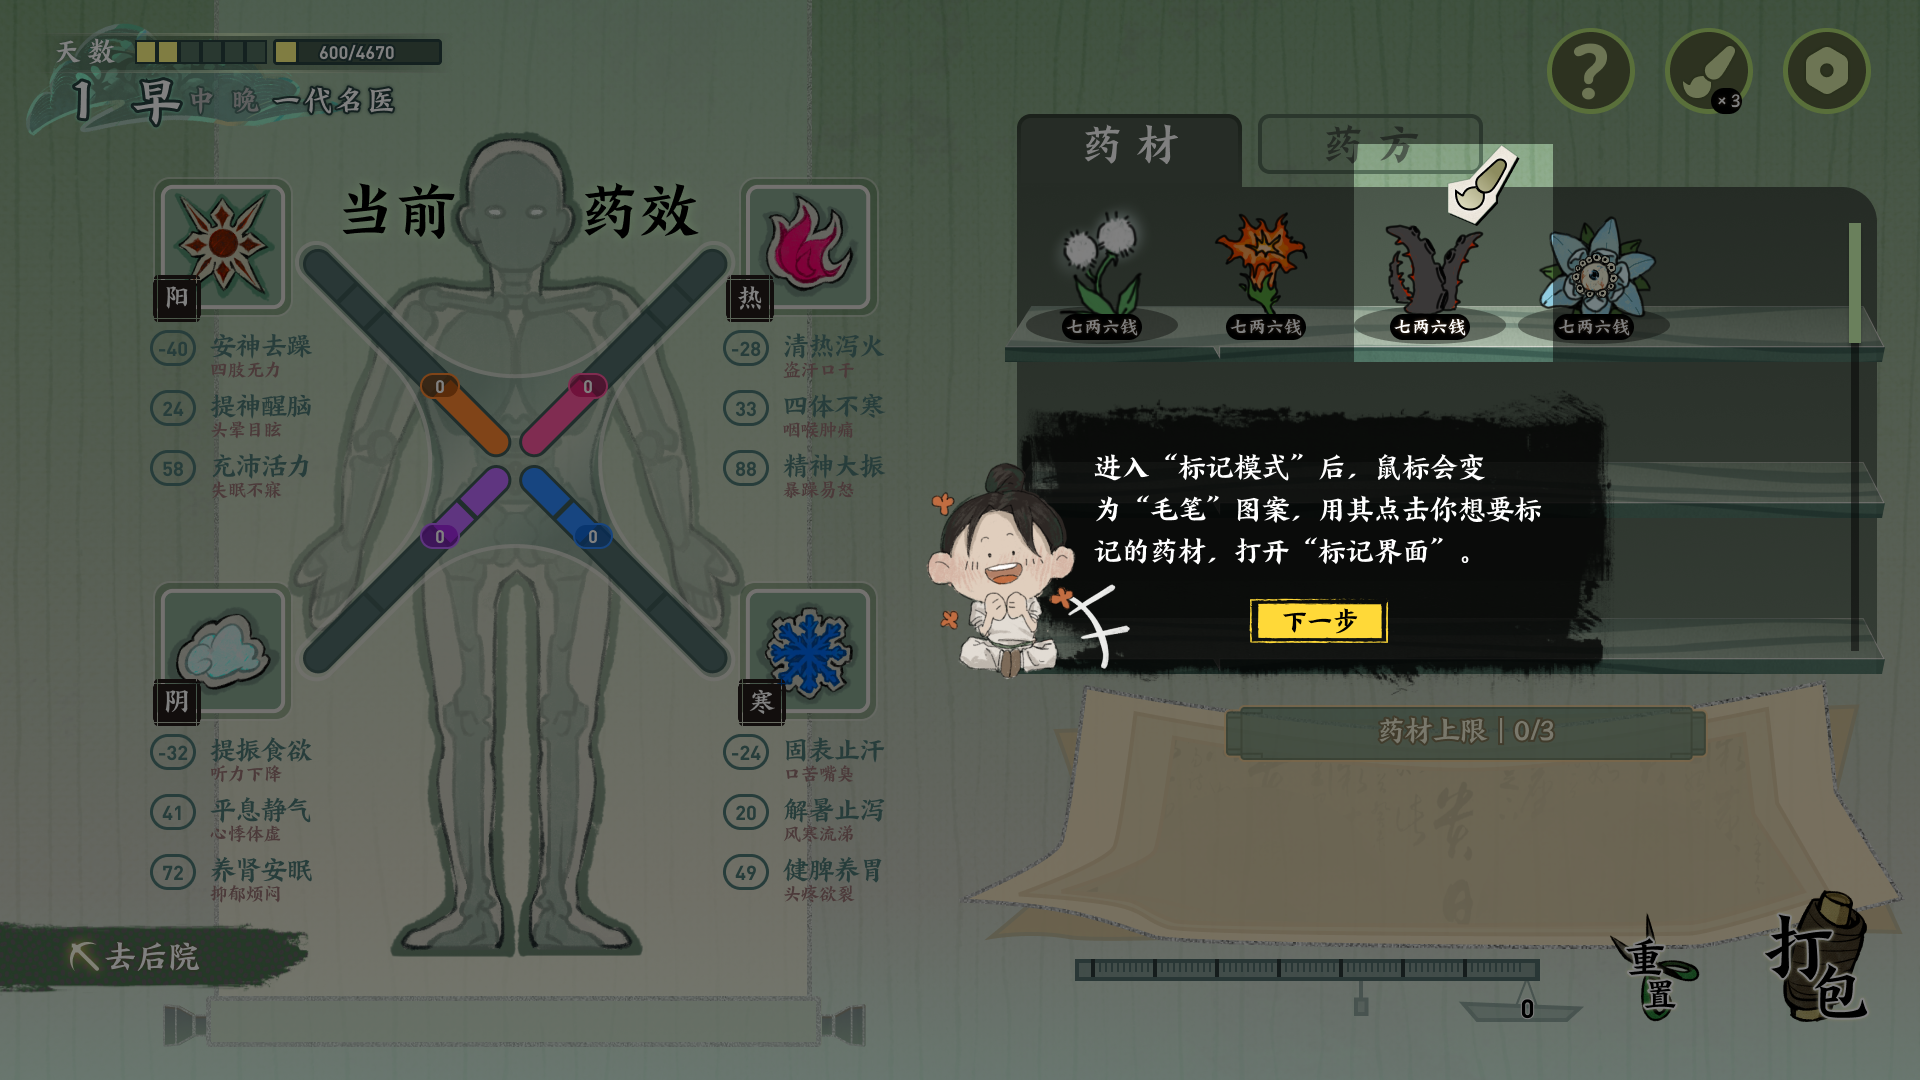 天数
600/4670
1 早 中 晚 一代名医
×3
药材
药方
当前药效
阳
-40 安神去躁
四肢无力
24 提神醒脑
头晕目眩
58 充沛活力
失眠不寐
热
-28 清热泻火
盗汗口干
33 四体不寒
咽喉肿痛
88 精神大振
暴躁易怒
0
0
0
0
阴
-32 提振食欲
听力下降
41 平息静气
心悸体虚
72 养肾安眠
抑郁烦闷
寒
-24 固表止汗
口苦嘴臭
20 解暑止泻
风寒流涕
49 健脾养胃
头疼欲裂
去后院
七两六钱
七两六钱
七两六钱
七两六钱
进入“标记模式”后，鼠标会变
为“毛笔”图案，用其点击你想要标
记的药材，打开“标记界面”。
下一步
药材上限｜0/3
0
重置
打包